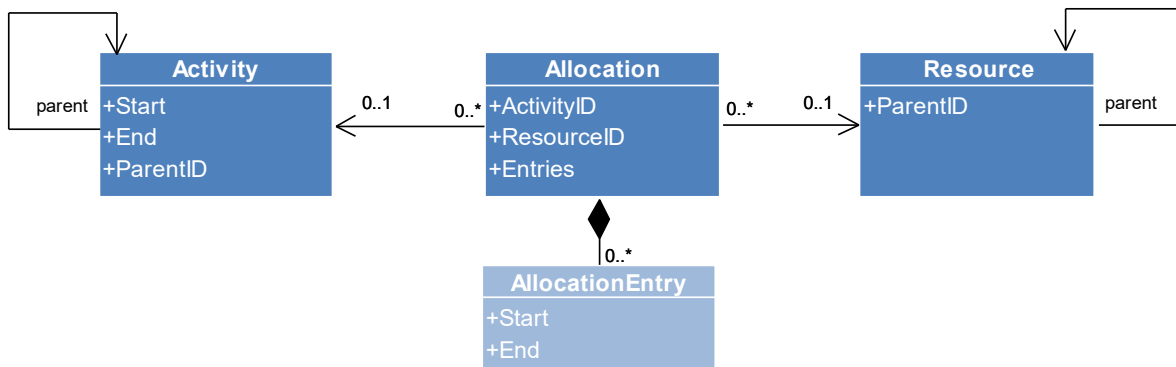 Activity
+Start
+End
+ParentID
parent
0..1
0..*
Allocation
+ActivityID
+ResourceID
+Entries
0..*
0..1
Resource
+ParentID
parent
0..*
AllocationEntry
+Start
+End